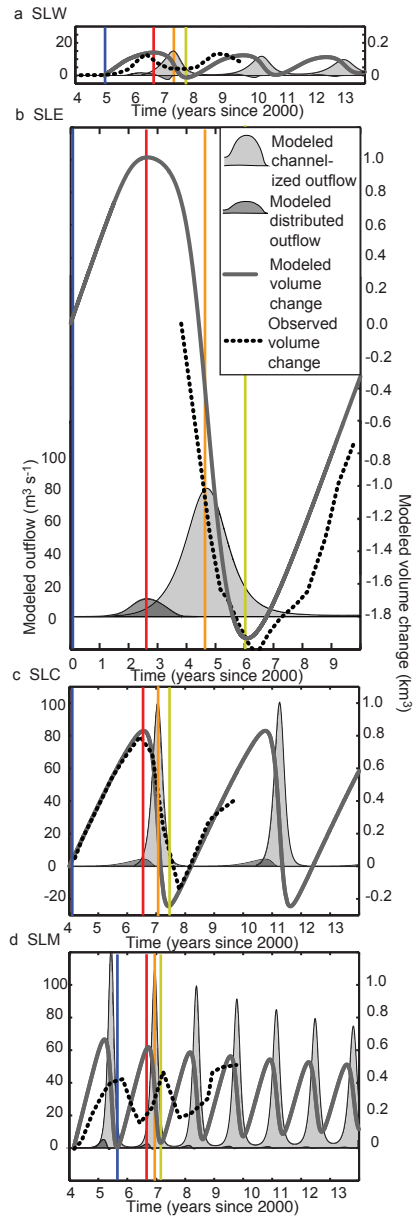 a SLW
20
10
0
0.2
0.1
0
4 5 6 7 8 9 10 11 12 13
Time (years since 2000)
b SLE
Modeled
channel-
ized outflow
Modeled
distributed
outflow
Modeled
volume
change
Observed
volume
change
1.0
0.8
0.6
0.4
0.2
0.0
-0.2
-0.4
-0.6
-0.8
-1.0
-1.2
-1.4
-1.6
-1.8
100
80
60
40
20
0
Modeled outflow (m³ s⁻¹)
Modeled volume change (km³)
0 1 2 3 4 5 6 7 8 9
Time (years since 2000)
c SLC
100
80
60
40
20
0
-20
1.0
0.8
0.6
0.4
0.2
0
-0.2
4 5 6 7 8 9 10 11 12 13
Time (years since 2000)
d SLM
100
80
60
40
20
0
1.0
0.8
0.6
0.4
0.2
0
4 5 6 7 8 9 10 11 12 13
Time (years since 2000)